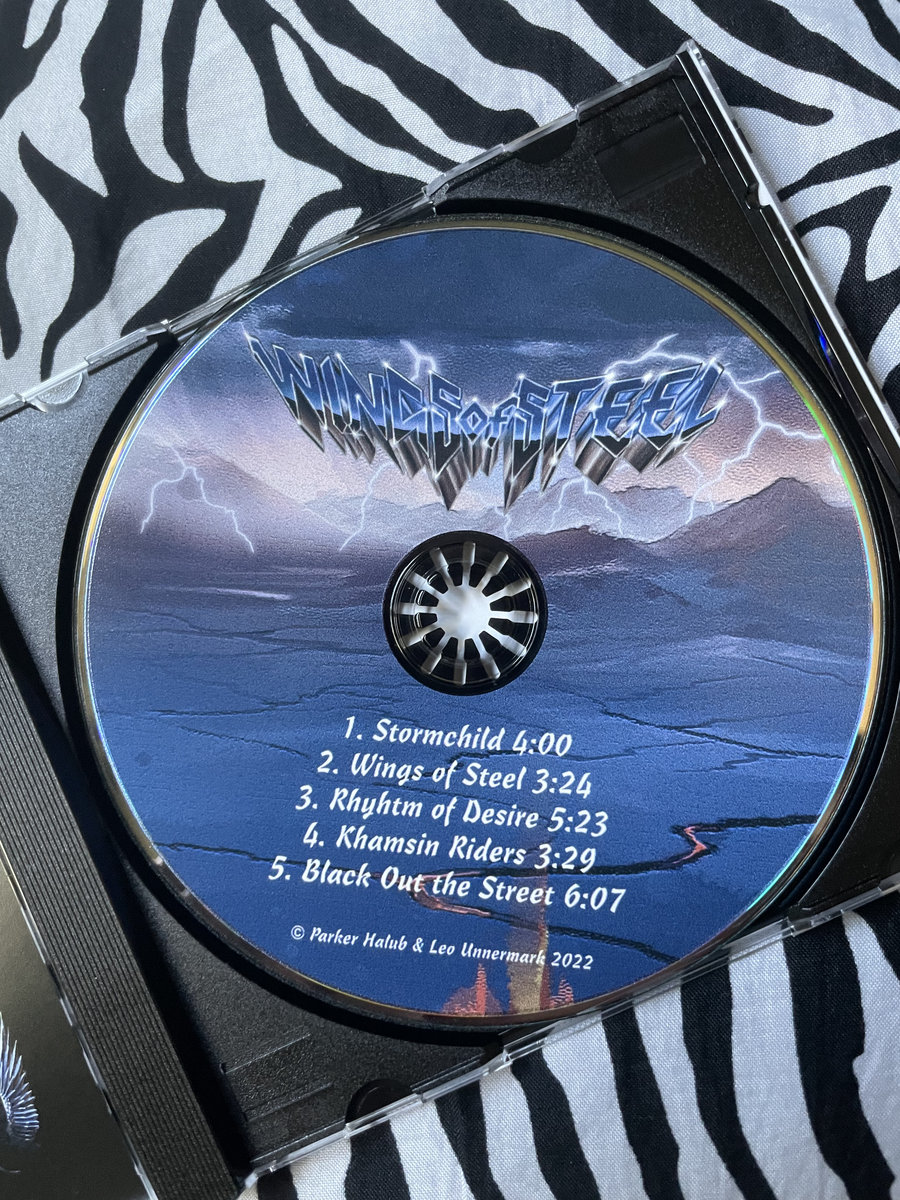 WINGS of STEEL
1. Stormchild 4:00
2. Wings of Steel 3:24
3. Rhyhtm of Desire 5:23
4. Khamsin Riders 3:29
5. Black Out the Street 6:07
© Parker Halub & Leo Unnermark 2022